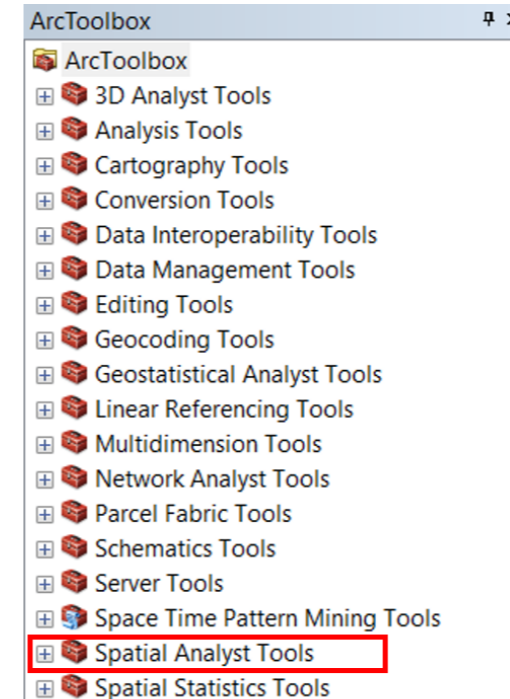 ArcToolbox
ArcToolbox
3D Analyst Tools
Analysis Tools
Cartography Tools
Conversion Tools
Data Interoperability Tools
Data Management Tools
Editing Tools
Geocoding Tools
Geostatistical Analyst Tools
Linear Referencing Tools
Multidimension Tools
Network Analyst Tools
Parcel Fabric Tools
Schematics Tools
Server Tools
Space Time Pattern Mining Tools
Spatial Analyst Tools
Spatial Statistics Tools